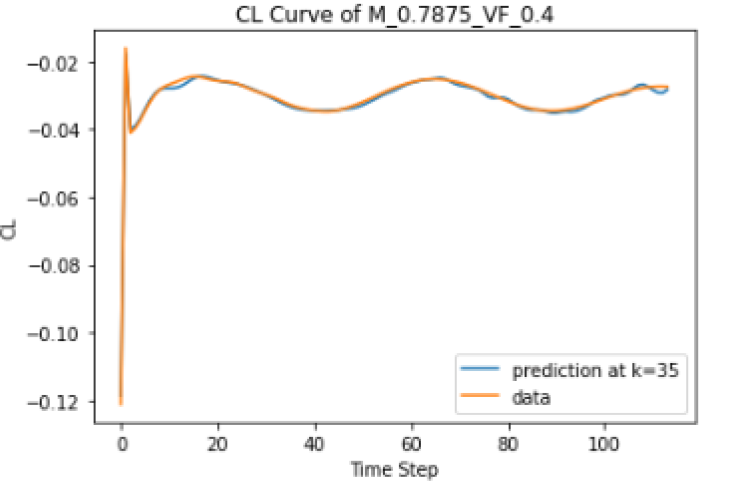 CL Curve of M_0.7875_VF_0.4
CL
−0.02
−0.04
−0.06
−0.08
−0.10
−0.12
0 20 40 60 80 100
Time Step
prediction at k=35
data